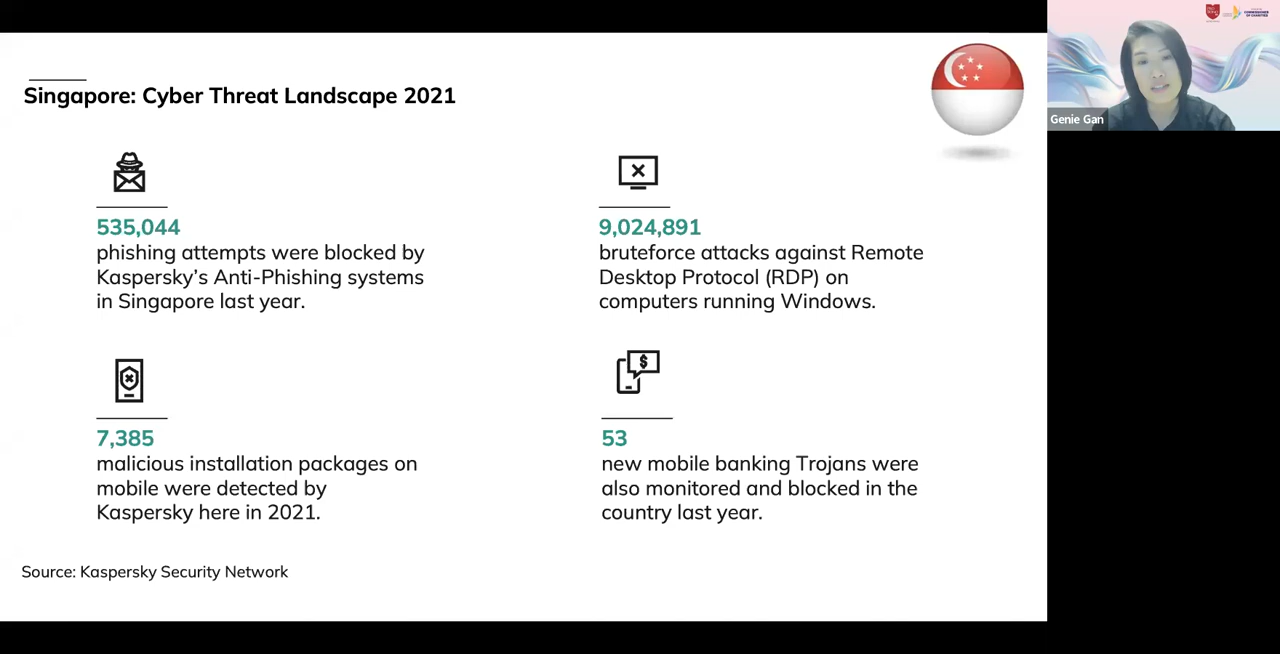 Singapore: Cyber Threat Landscape 2021
535,044
phishing attempts were blocked by
Kaspersky’s Anti-Phishing systems
in Singapore last year.
9,024,891
bruteforce attacks against Remote
Desktop Protocol (RDP) on
computers running Windows.
7,385
malicious installation packages on
mobile were detected by
Kaspersky here in 2021.
$
53
new mobile banking Trojans were
also monitored and blocked in the
country last year.
Source: Kaspersky Security Network
COMMISSIONER
OF CHARITIES
Genie Gan